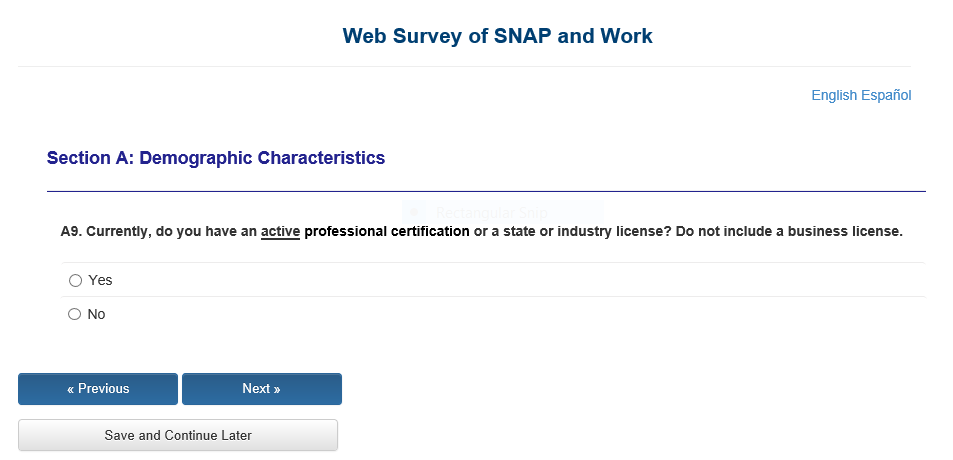 Web Survey of SNAP and Work
English Español
Section A: Demographic Characteristics
Rectangular Snip
A9. Currently, do you have an active professional certification or a state or industry license? Do not include a business license.
Yes
No
« Previous
Next »
Save and Continue Later